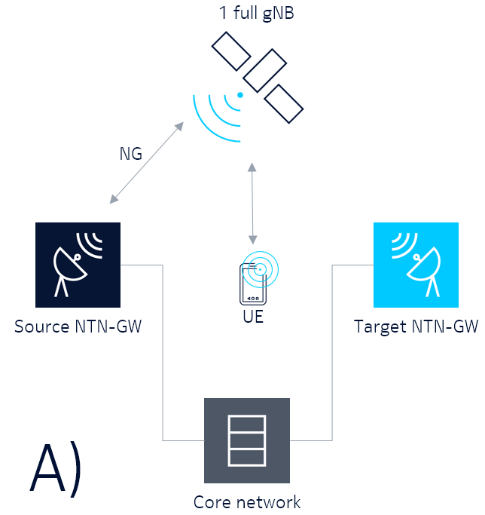 1 full gNB
NG
Source NTN-GW
UE
Target NTN-GW
A)
Core network